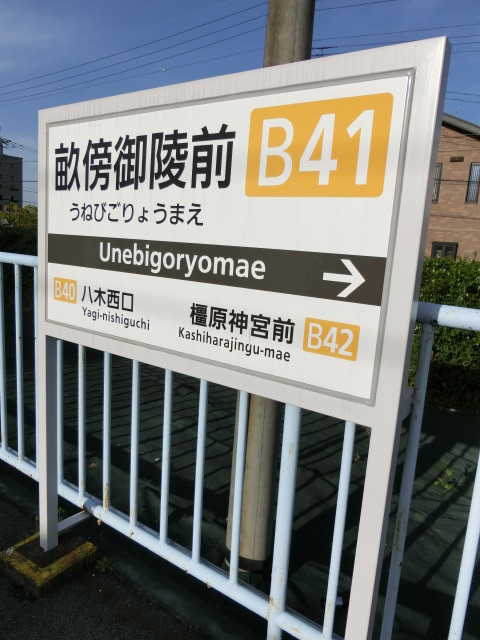 畝傍御陵前 B41
うねびごりょうまえ
Unebigoryomae →
B40 八木西口
Yagi-nishiguchi
橿原神宮前 B42
Kashiharajingu-mae